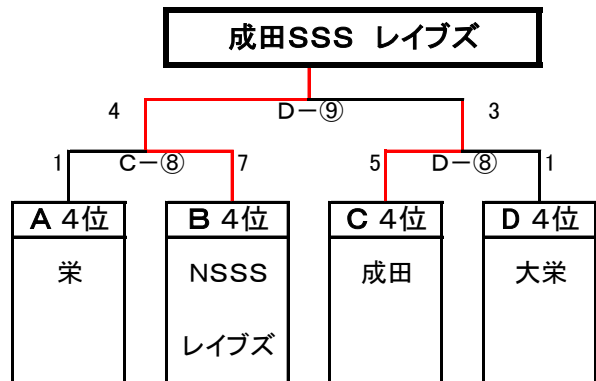 成田SSS レイブズ
4 D－⑨ 3
1 C－⑧ 7 5 D－⑧ 1
A 4位 B 4位 C 4位 D 4位
栄 NSSS 成田 大栄
レイブズ